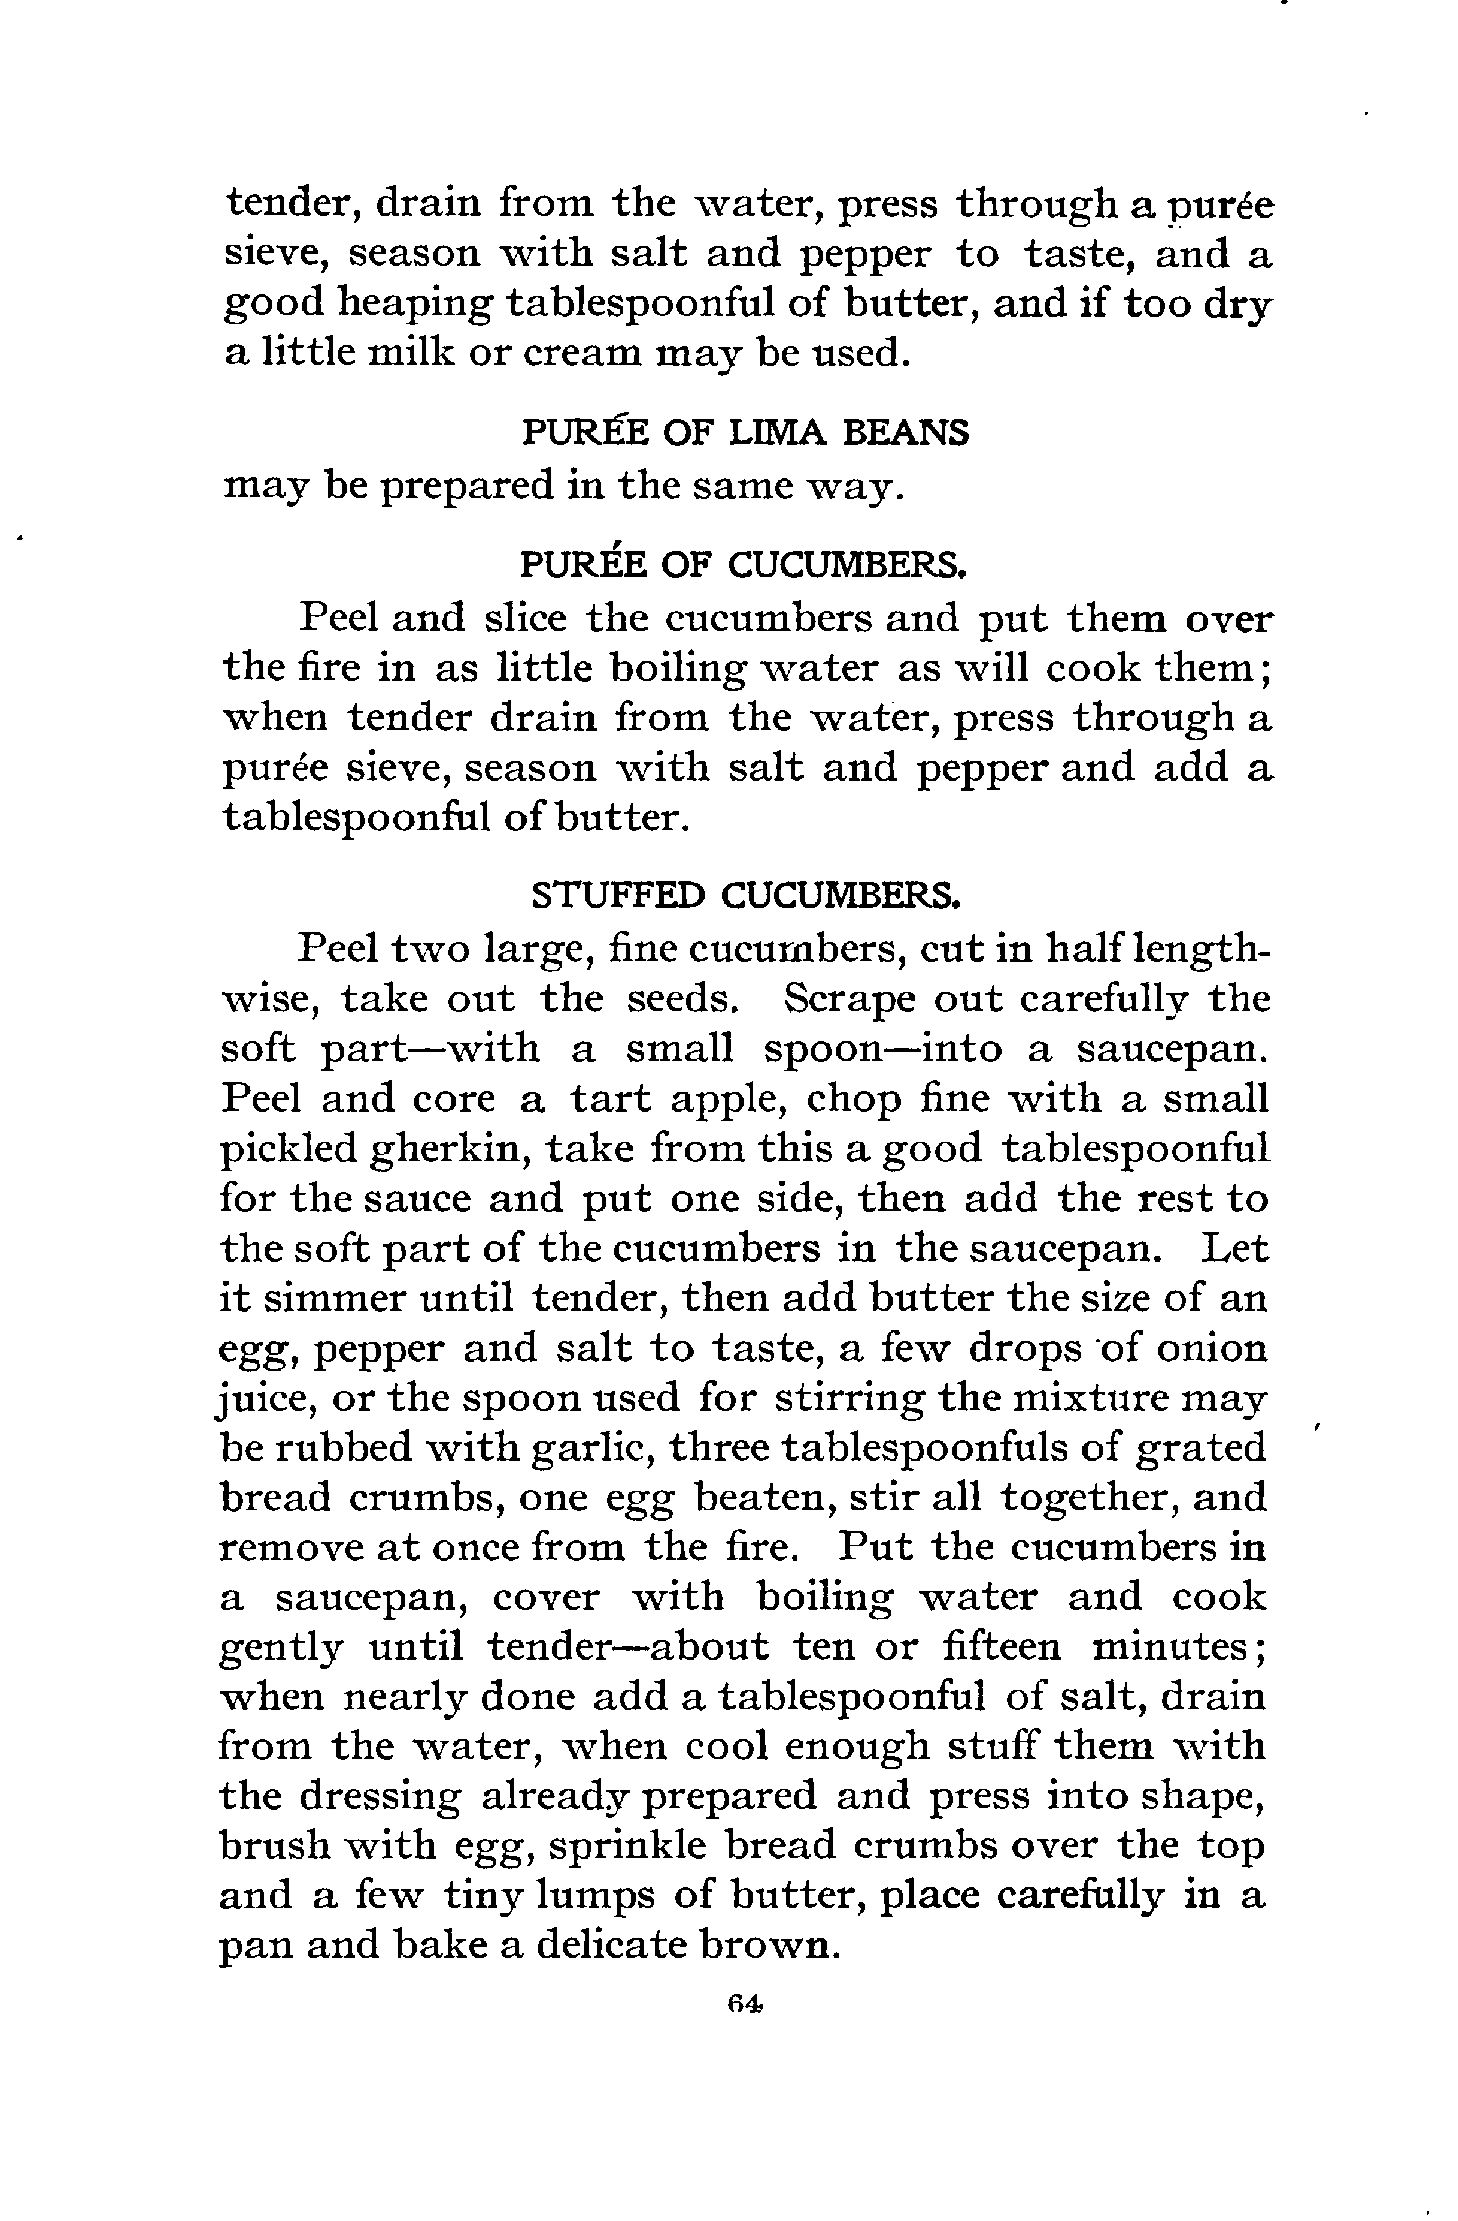 tender, drain from the water, press through a purée
sieve, season with salt and pepper to taste, and a
good heaping tablespoonful of butter, and if too dry
a little milk or cream may be used.
PURÉE OF LIMA BEANS
may be prepared in the same way.
PURÉE OF CUCUMBERS.
Peel and slice the cucumbers and put them over
the fire in as little boiling water as will cook them;
when tender drain from the water, press through a
purée sieve, season with salt and pepper and add a
tablespoonful of butter.
STUFFED CUCUMBERS.
Peel two large, fine cucumbers, cut in half length-
wise, take out the seeds. Scrape out carefully the
soft part—with a small spoon—into a saucepan.
Peel and core a tart apple, chop fine with a small
pickled gherkin, take from this a good tablespoonful
for the sauce and put one side, then add the rest to
the soft part of the cucumbers in the saucepan. Let
it simmer until tender, then add butter the size of an
egg, pepper and salt to taste, a few drops of onion
juice, or the spoon used for stirring the mixture may
be rubbed with garlic, three tablespoonfuls of grated
bread crumbs, one egg beaten, stir all together, and
remove at once from the fire. Put the cucumbers in
a saucepan, cover with boiling water and cook
gently until tender—about ten or fifteen minutes;
when nearly done add a tablespoonful of salt, drain
from the water, when cool enough stuff them with
the dressing already prepared and press into shape,
brush with egg, sprinkle bread crumbs over the top
and a few tiny lumps of butter, place carefully in a
pan and bake a delicate brown.
64